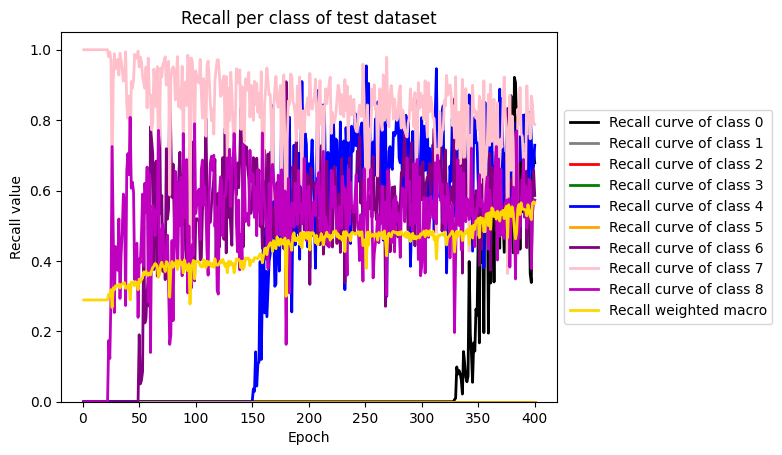 Recall per class of test dataset
Recall value
1.0
0.8
0.6
0.4
0.2
0.0
0 50 100 150 200 250 300 350 400
Epoch
Recall curve of class 0
Recall curve of class 1
Recall curve of class 2
Recall curve of class 3
Recall curve of class 4
Recall curve of class 5
Recall curve of class 6
Recall curve of class 7
Recall curve of class 8
Recall weighted macro